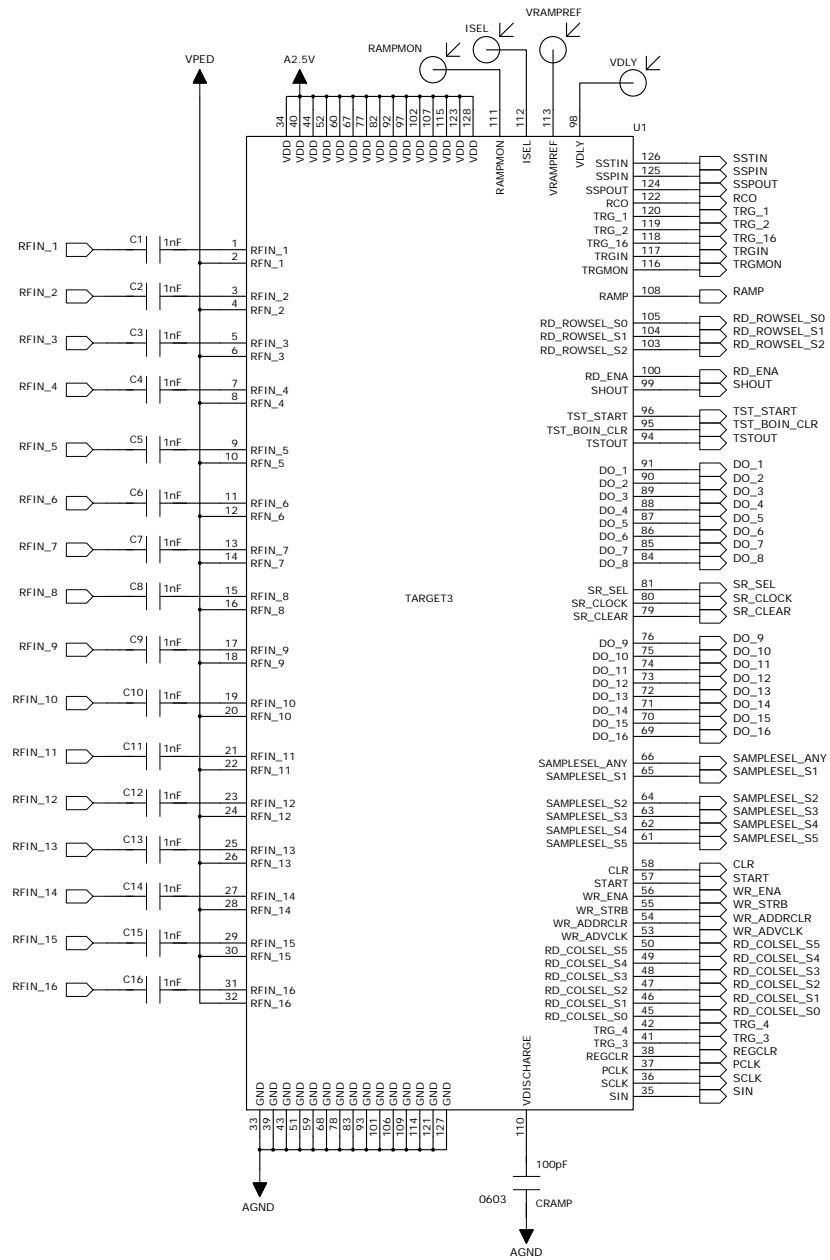 ISEL VRAMPREF
RAMPMON
VPED A2.5V VDLY
34 40 44 52 60 67 77 82 92 97 102 107 115 123 128 111 112 113 98
VDD VDD VDD VDD VDD VDD VDD VDD VDD VDD VDD VDD VDD VDD VDD RAMPMON ISEL VRAMPREF VDLY
U1
SSTIN 126 SSTIN
SSPIN 125 SSPIN
SSPOUT 124 SSPOUT
RCO 122 RCO
TRG_1 120 TRG_1
TRG_2 119 TRG_2
TRG_16 118 TRG_16
TRGIN 117 TRGIN
TRGMON 116 TRGMON
RAMP 108 RAMP
RD_ROWSEL_S0 105 RD_ROWSEL_S0
RD_ROWSEL_S1 104 RD_ROWSEL_S1
RD_ROWSEL_S2 103 RD_ROWSEL_S2
RD_ENA 100 RD_ENA
SHOUT 99 SHOUT
TST_START 96 TST_START
TST_BOIN_CLR 95 TST_BOIN_CLR
TSTOUT 94 TSTOUT
DO_1 91 DO_1
DO_2 90 DO_2
DO_3 89 DO_3
DO_4 88 DO_4
DO_5 87 DO_5
DO_6 86 DO_6
DO_7 85 DO_7
DO_8 84 DO_8
SR_SEL 81 SR_SEL
SR_CLOCK 80 SR_CLOCK
SR_CLEAR 79 SR_CLEAR
DO_9 76 DO_9
DO_10 75 DO_10
DO_11 74 DO_11
DO_12 73 DO_12
DO_13 72 DO_13
DO_14 71 DO_14
DO_15 70 DO_15
DO_16 69 DO_16
SAMPLESEL_ANY 66 SAMPLESEL_ANY
SAMPLESEL_S1 65 SAMPLESEL_S1
SAMPLESEL_S2 64 SAMPLESEL_S2
SAMPLESEL_S3 63 SAMPLESEL_S3
SAMPLESEL_S4 62 SAMPLESEL_S4
SAMPLESEL_S5 61 SAMPLESEL_S5
CLR 58 CLR
START 57 START
WR_ENA 56 WR_ENA
WR_STRB 55 WR_STRB
WR_ADDRCLR 54 WR_ADDRCLR
WR_ADVCLK 53 WR_ADVCLK
RD_COLSEL_S5 50 RD_COLSEL_S5
RD_COLSEL_S4 49 RD_COLSEL_S4
RD_COLSEL_S3 48 RD_COLSEL_S3
RD_COLSEL_S2 47 RD_COLSEL_S2
RD_COLSEL_S1 46 RD_COLSEL_S1
RD_COLSEL_S0 45 RD_COLSEL_S0
TRG_4 42 TRG_4
TRG_3 41 TRG_3
REGCLR 38 REGCLR
PCLK 37 PCLK
SCLK 36 SCLK
SIN 35 SIN
RFIN_1 C1 1nF 1 RFIN_1
2 RFN_1
RFIN_2 C2 1nF 3 RFIN_2
4 RFN_2
RFIN_3 C3 1nF 5 RFIN_3
6 RFN_3
RFIN_4 C4 1nF 7 RFIN_4
8 RFN_4
RFIN_5 C5 1nF 9 RFIN_5
10 RFN_5
RFIN_6 C6 1nF 11 RFIN_6
12 RFN_6
RFIN_7 C7 1nF 13 RFIN_7
14 RFN_7
RFIN_8 C8 1nF 15 RFIN_8
16 RFN_8
RFIN_9 C9 1nF 17 RFIN_9
18 RFN_9
RFIN_10 C10 1nF 19 RFIN_10
20 RFN_10
RFIN_11 C11 1nF 21 RFIN_11
22 RFN_11
RFIN_12 C12 1nF 23 RFIN_12
24 RFN_12
RFIN_13 C13 1nF 25 RFIN_13
26 RFN_13
RFIN_14 C14 1nF 27 RFIN_14
28 RFN_14
RFIN_15 C15 1nF 29 RFIN_15
30 RFN_15
RFIN_16 C16 1nF 31 RFIN_16
32 RFN_16
TARGET3
GND GND GND GND GND GND GND GND GND GND GND GND GND GND GND VDISCHARGE
33 39 43 51 59 68 78 83 93 101 106 109 114 121 127 110
100pF
0603 CRAMP
AGND
AGND